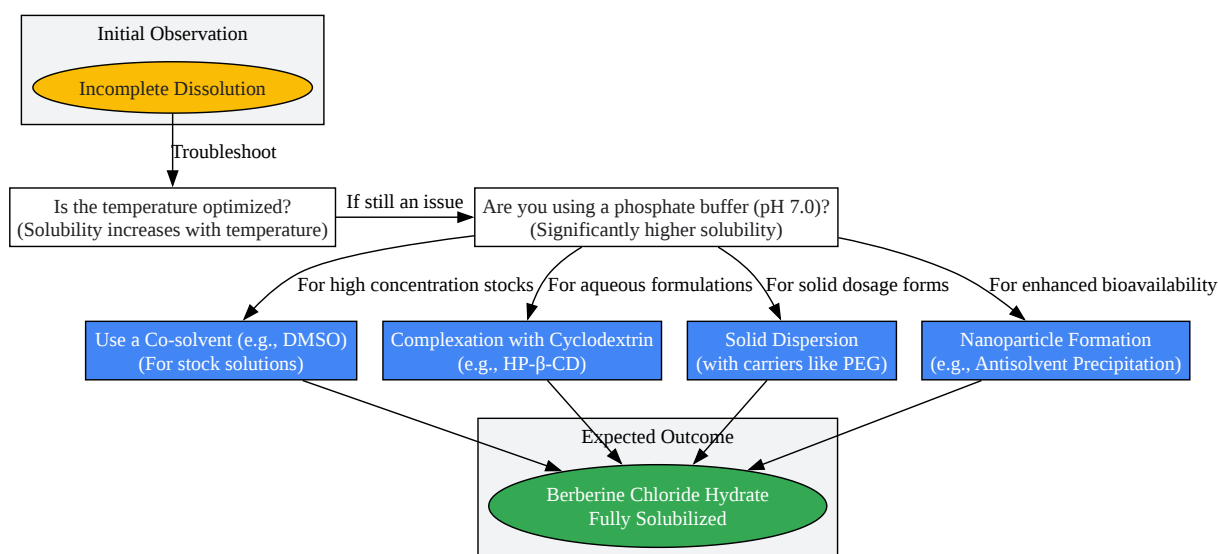 Initial Observation
Incomplete Dissolution
Troubleshoot
Is the temperature optimized?
(Solubility increases with temperature)
If still an issue
Are you using a phosphate buffer (pH 7.0)?
(Significantly higher solubility)
For high concentration stocks
For aqueous formulations
For solid dosage forms
For enhanced bioavailability
Use a Co-solvent (e.g., DMSO)
(For stock solutions)
Complexation with Cyclodextrin
(e.g., HP-β-CD)
Solid Dispersion
(with carriers like PEG)
Nanoparticle Formation
(e.g., Antisolvent Precipitation)
Expected Outcome
Berberine Chloride Hydrate
Fully Solubilized